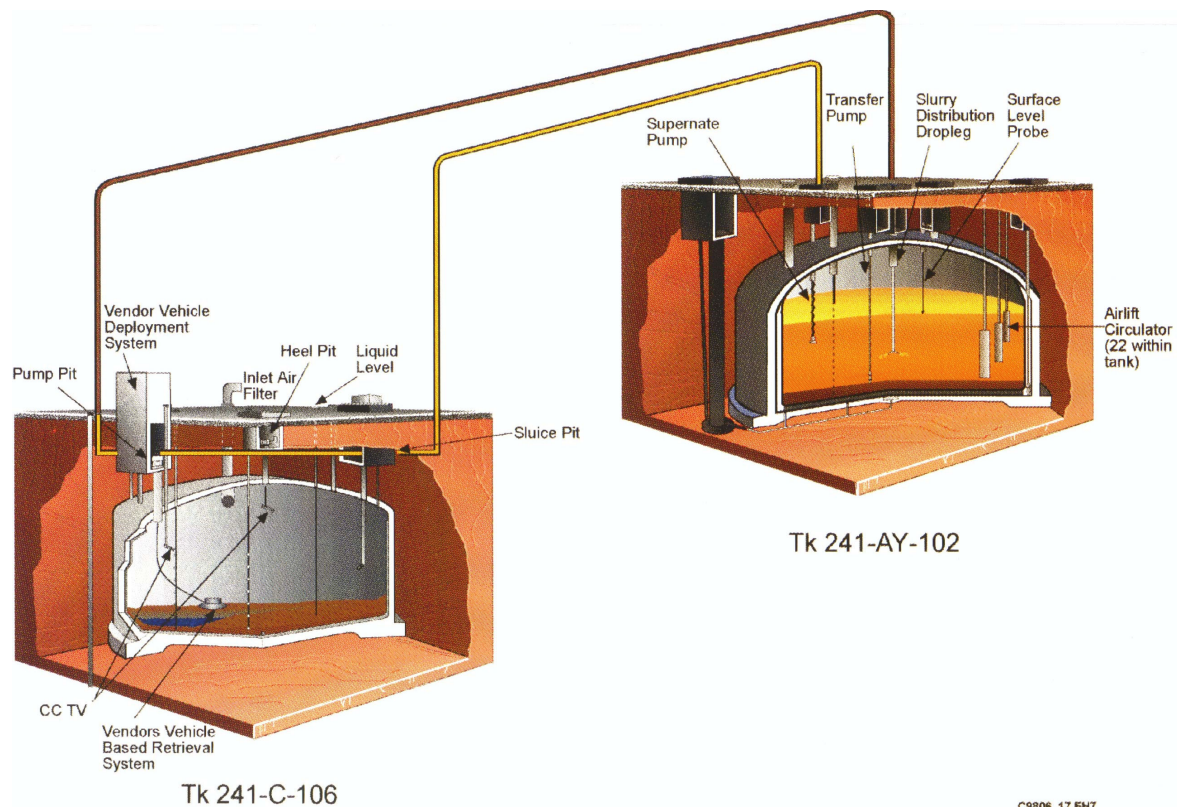 Transfer
Pump
Slurry
Distribution
Dropleg
Surface
Level
Probe
Supernate
Pump
Airlift
Circulator
(22 within
tank)
Vendor Vehicle
Deployment
System
Heel Pit
Liquid
Level
Pump Pit
Inlet Air
Filter
Sluice Pit
Tk 241-AY-102
CC TV
Vendors Vehicle
Based Retrieval
System
Tk 241-C-106